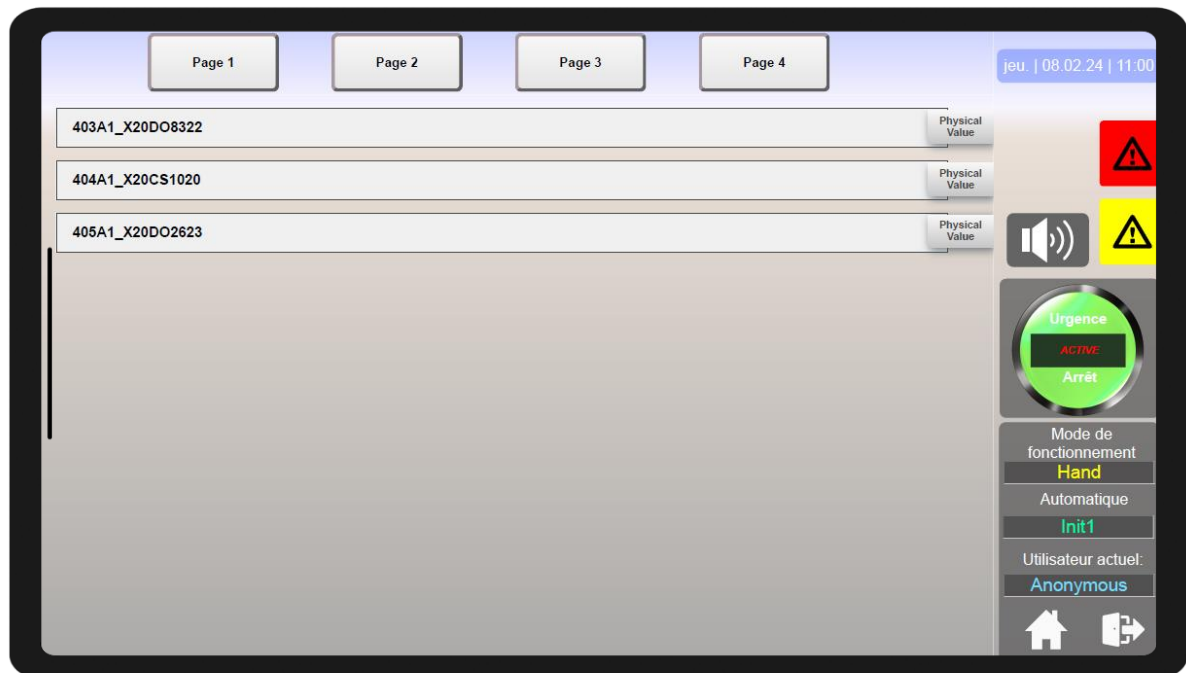 Page 1
Page 2
Page 3
Page 4
jeu. | 08.02.24 | 11:00
403A1_X20DO8322
Physical
Value
404A1_X20CS1020
Physical
Value
405A1_X20DO2623
Physical
Value
Urgence
ACTIVE
Arrêt
Mode de
fonctionnement
Hand
Automatique
Init1
Utilisateur actuel:
Anonymous